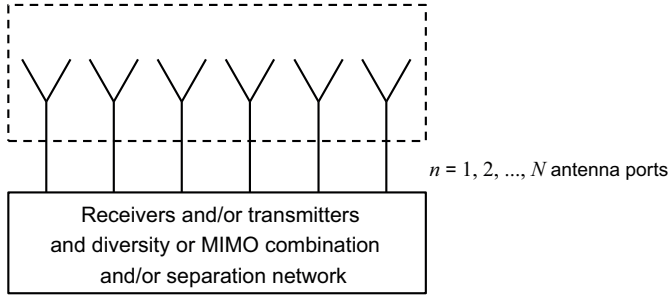 n = 1, 2, ..., N antenna ports
Receivers and/or transmitters
and diversity or MIMO combination
and/or separation network